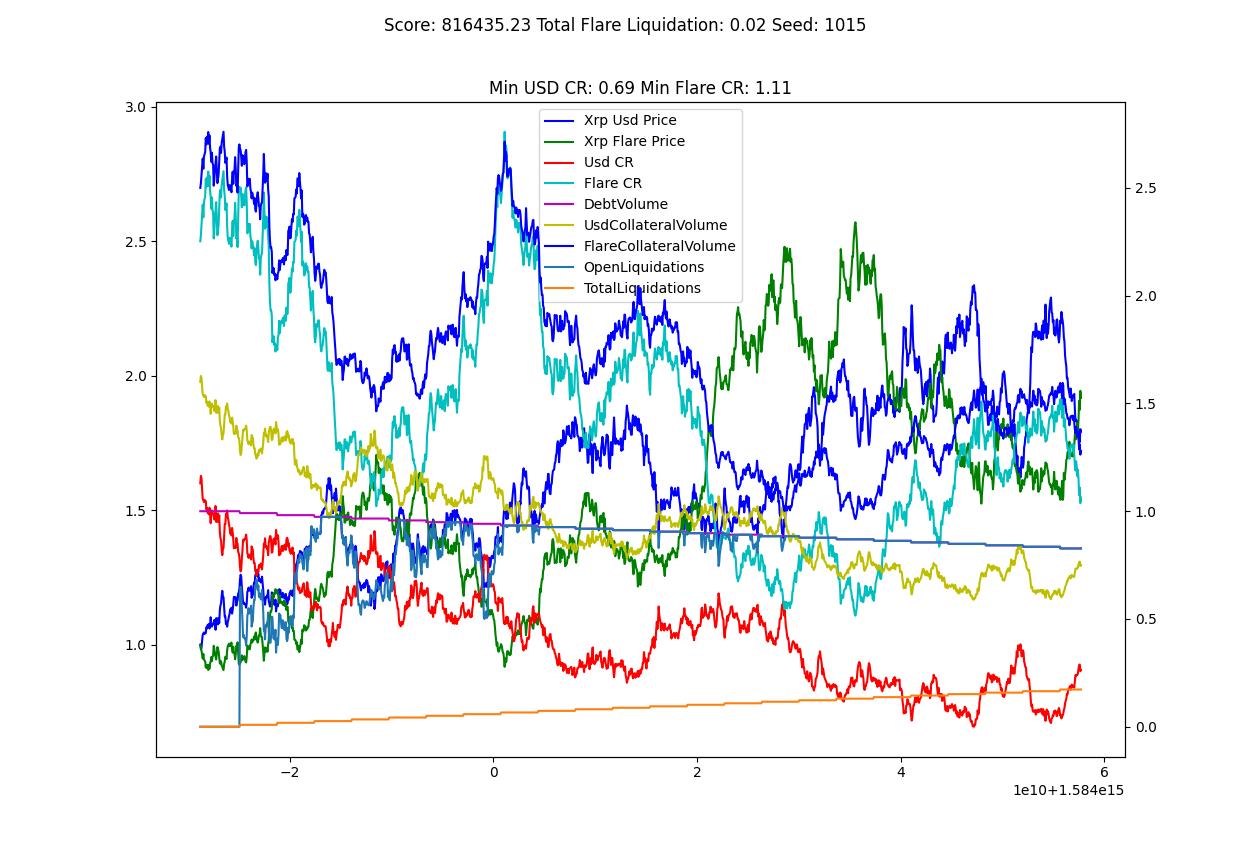 Score: 816435.23 Total Flare Liquidation: 0.02 Seed: 1015
Min USD CR: 0.69 Min Flare CR: 1.11
3.0
2.5
2.0
1.5
1.0
Xrp Usd Price
Xrp Flare Price
Usd CR
Flare CR
DebtVolume
UsdCollateralVolume
FlareCollateralVolume
OpenLiquidations
TotalLiquidations
2.5
2.0
1.5
1.0
0.5
0.0
−2 0 2 4 6
1e10+1.584e15